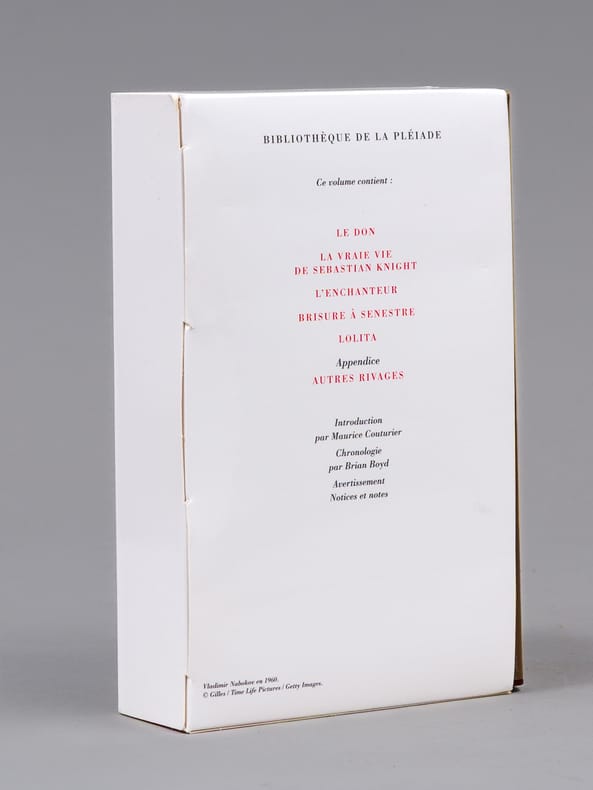 BIBLIOTHÈQUE DE LA PLÉIADE
Ce volume contient :
LE DON
LA VRAIE VIE
DE SEBASTIAN KNIGHT
L'ENCHANTEUR
BRISURE À SENESTRE
LOLITA
Appendice
AUTRES RIVAGES
Introduction
par Maurice Couturier
Chronologie
par Brian Boyd
Avertissement
Notices et notes
Vladimir Nabokov en 1960.
© Gilles / Time Life Pictures / Getty Images.